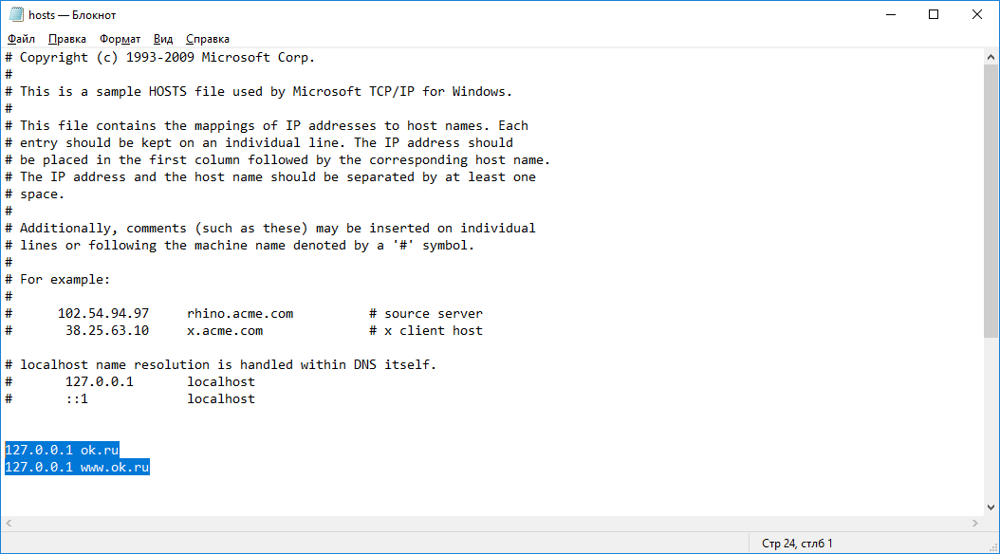 hosts — Блокнот
Файл Правка Формат Вид Справка
# Copyright (c) 1993-2009 Microsoft Corp.
#
# This is a sample HOSTS file used by Microsoft TCP/IP for Windows.
#
# This file contains the mappings of IP addresses to host names. Each
# entry should be kept on an individual line. The IP address should
# be placed in the first column followed by the corresponding host name.
# The IP address and the host name should be separated by at least one
# space.
#
# Additionally, comments (such as these) may be inserted on individual
# lines or following the machine name denoted by a '#' symbol.
#
# For example:
#
#      102.54.94.97     rhino.acme.com          # source server
#       38.25.63.10     x.acme.com              # x client host

# localhost name resolution is handled within DNS itself.
#       127.0.0.1       localhost
#       ::1             localhost


127.0.0.1 ok.ru
127.0.0.1 www.ok.ru
Стр 24, стлб 1